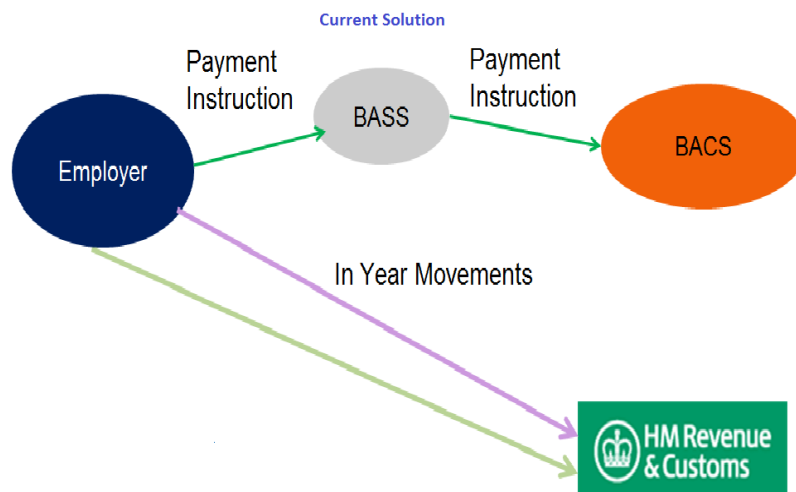 Current Solution
Payment
Instruction
Payment
Instruction
BASS
BACS
Employer
In Year Movements
HM Revenue
& Customs